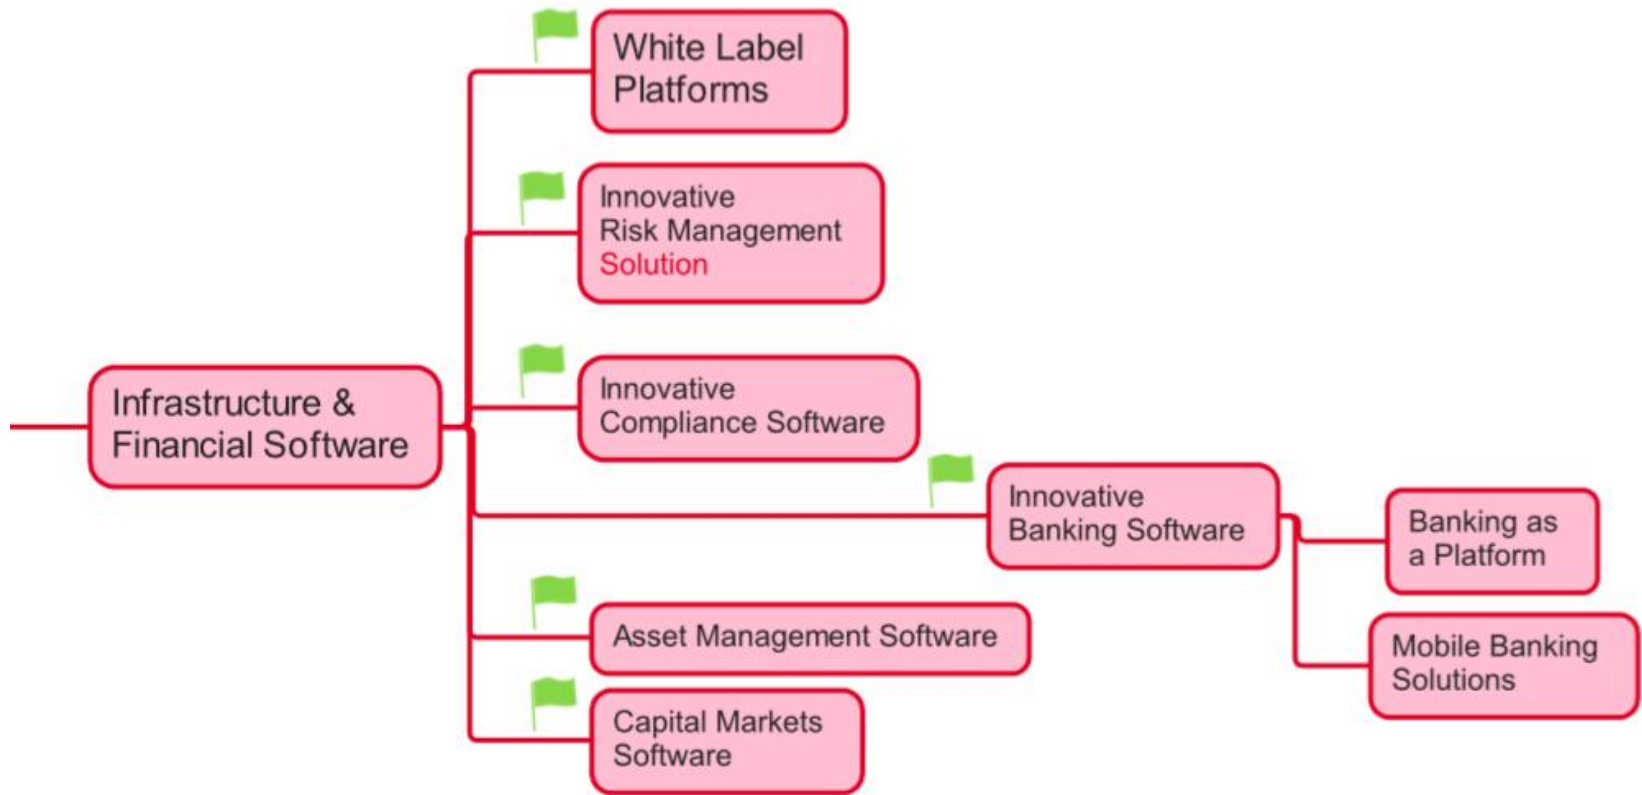 White Label
Platforms
Innovative
Risk Management
Solution
Infrastructure &
Financial Software
Innovative
Compliance Software
Innovative
Banking Software
Banking as
a Platform
Mobile Banking
Solutions
Asset Management Software
Capital Markets
Software